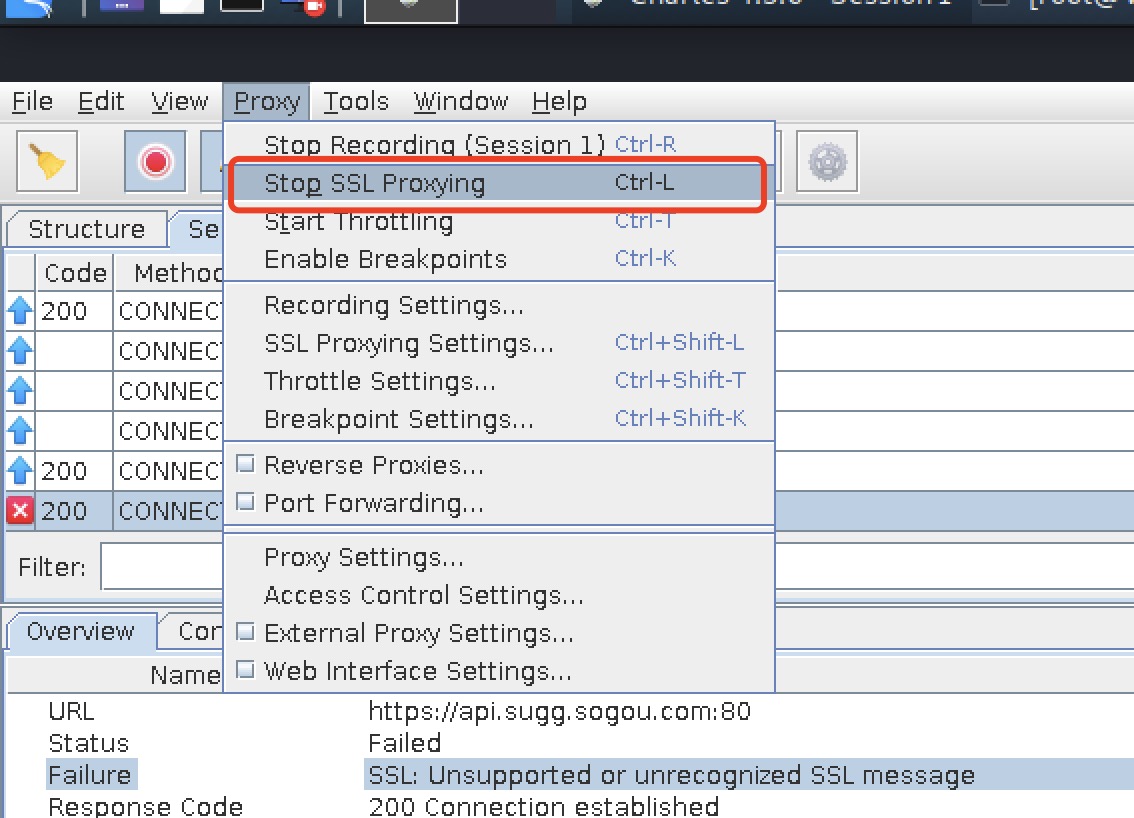 Charles 4.5.6 - Session 1
[root@
File Edit View Proxy Tools Window Help
Stop Recording (Session 1) Ctrl-R
Stop SSL Proxying Ctrl-L
Start Throttling Ctrl-T
Enable Breakpoints Ctrl-K
Recording Settings...
SSL Proxying Settings... Ctrl+Shift-L
Throttle Settings... Ctrl+Shift-T
Breakpoint Settings... Ctrl+Shift-K
Reverse Proxies...
Port Forwarding...
Proxy Settings...
Access Control Settings...
External Proxy Settings...
Web Interface Settings...
Structure Se
Code Method
200 CONNECT
CONNECT
CONNECT
CONNECT
200 CONNECT
200 CONNECT
Filter:
Overview Con
Name
URL https://api.sugg.sogou.com:80
Status Failed
Failure SSL: Unsupported or unrecognized SSL message
Response Code 200 Connection established